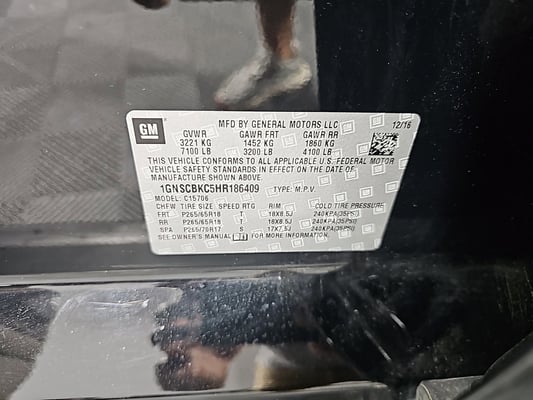 GM
MFD BY GENERAL MOTORS LLC 12/16
GVWR GAWR FRT GAWR RR
3221 KG 1452 KG 1860 KG
7100 LB 3200 LB 4100 LB
THIS VEHICLE CONFORMS TO ALL APPLICABLE U.S. FEDERAL MOTOR
VEHICLE SAFETY STANDARDS IN EFFECT ON THE DATE OF
MANUFACTURE SHOWN ABOVE.
1GNSCBKC5HR186409 TYPE: M.P.V.
MODEL: C15706
CHFG TIRE SIZE SPEED RTG RIM COLD TIRE PRESSURE
FRT P265/65R18 T 18X8.5J 240KPA(35PSI)
RR P265/65R18 T 18X8.5J 240KPA(35PSI)
SPA P265/70R17 S 17X7.5J 240KPA(35PSI)
SEE OWNER'S MANUAL FOR MORE INFORMATION.